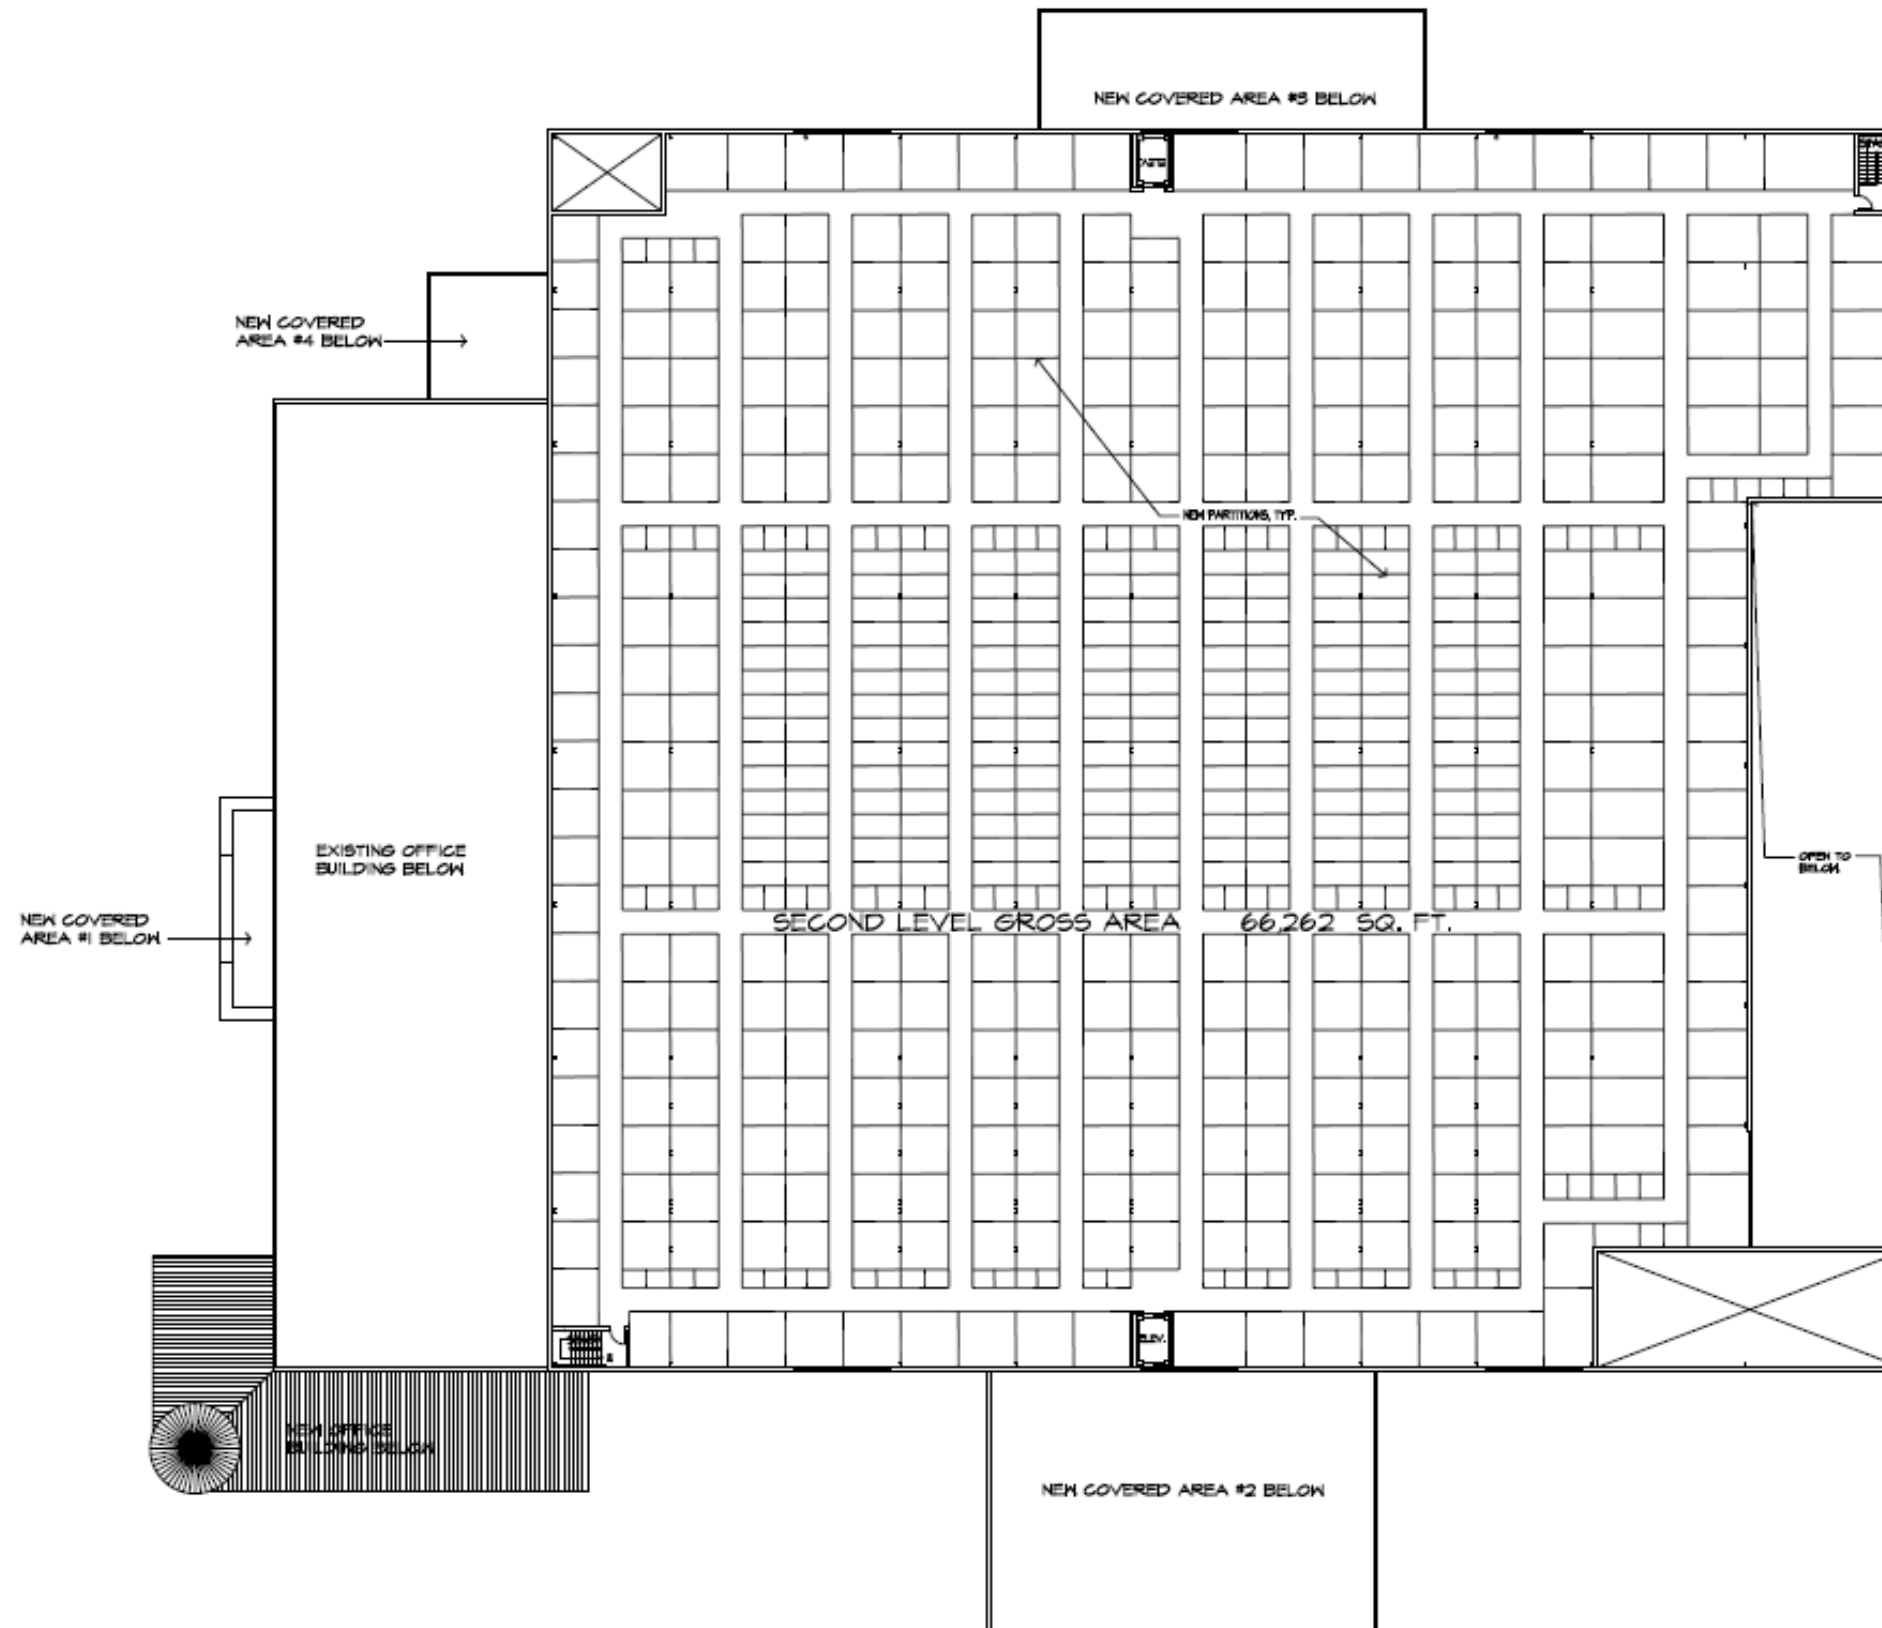 NEW COVERED AREA #3 BELOW
NEW COVERED
AREA #4 BELOW
NEW PARTITIONS, TYP.
EXISTING OFFICE
BUILDING BELOW
OPEN TO
BELOW
NEW COVERED
AREA #1 BELOW
SECOND LEVEL GROSS AREA 66,262 SQ. FT.
ELEV.
NEW OFFICE
BUILDING BELOW
NEW COVERED AREA #2 BELOW